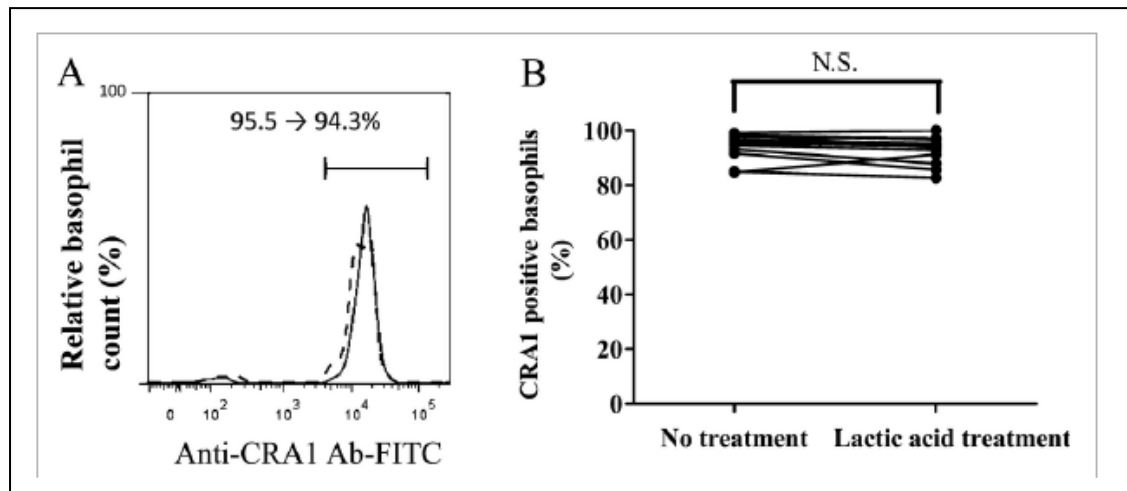 A
100
95.5 → 94.3%
Relative basophil
count (%)
0 10² 10³ 10⁴ 10⁵
Anti-CRA1 Ab-FITC
B
N.S.
CRA1 positive basophils
(%)
100
80
60
40
20
0
No treatment Lactic acid treatment